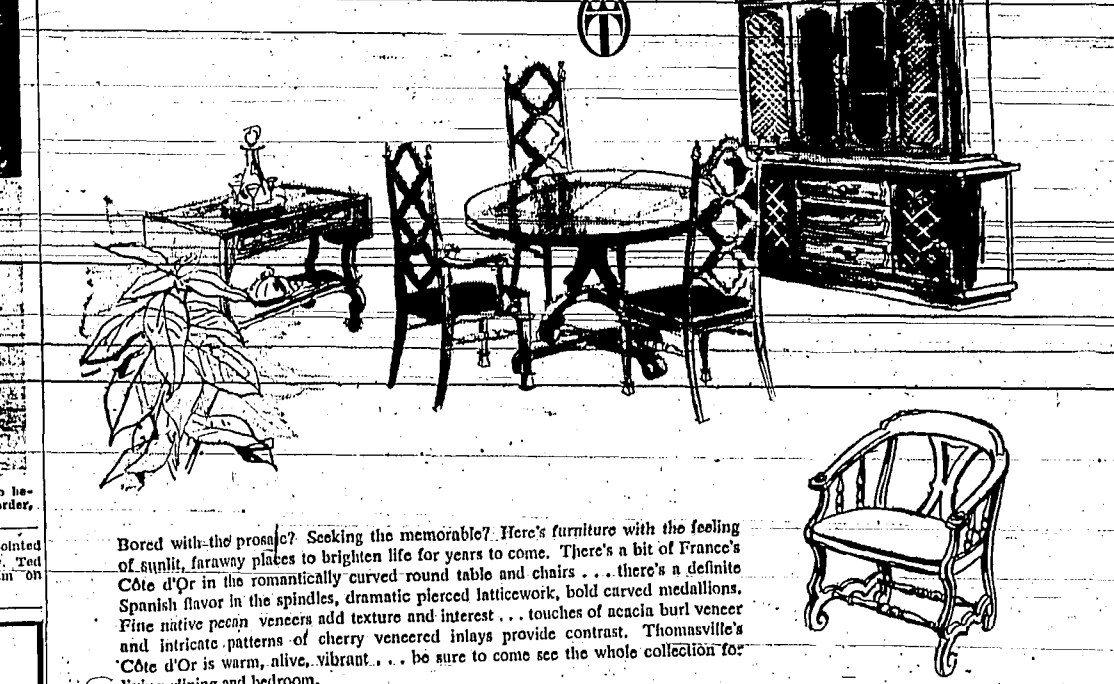 he-
order,
Ted
on
Bored with the prosaic? Seeking the memorable? Here's furniture with the feeling
of sunlit, faraway places to brighten life for years to come. There's a bit of France's
Côte d'Or in the romantically curved round table and chairs . . . there's a definite
Spanish flavor in the spindles, dramatic pierced latticework, bold carved medallions.
Fine native pecan veneers add texture and interest . . . touches of acacia burl veneer
and intricate patterns of cherry veneered inlays provide contrast. Thomasville's
Côte d'Or is warm, alive, vibrant . . . be sure to come see the whole collection for
dining and bedroom.